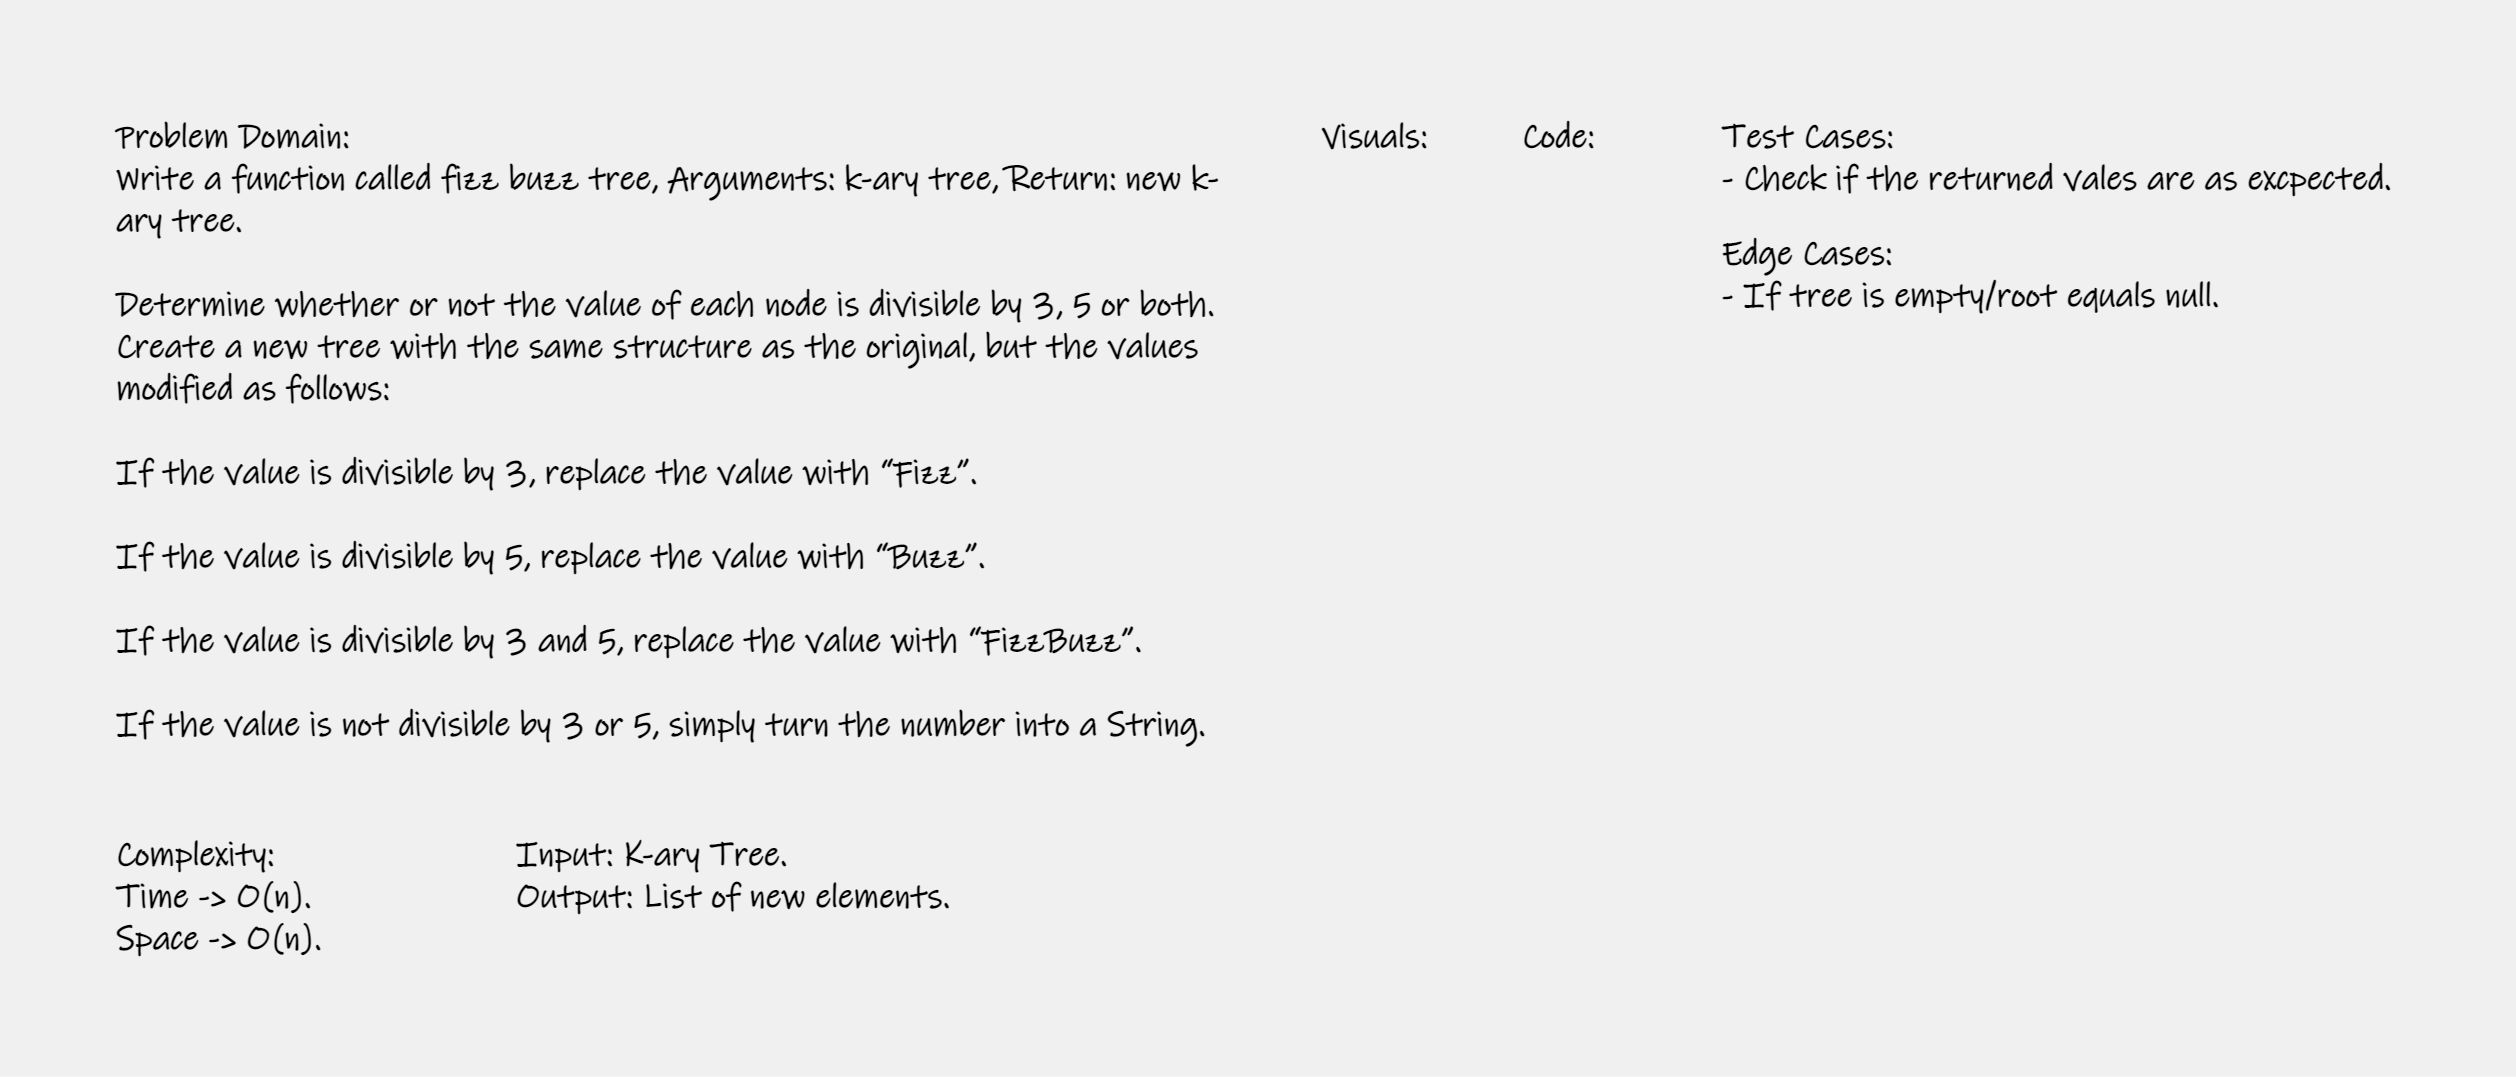 Problem Domain:
Write a function called fizz buzz tree, Arguments: k-ary tree, Return: new k-
ary tree.
Determine whether or not the value of each node is divisible by 3, 5 or both.
Create a new tree with the same structure as the original, but the values
modified as follows:
If the value is divisible by 3, replace the value with “Fizz”.
If the value is divisible by 5, replace the value with “Buzz”.
If the value is divisible by 3 and 5, replace the value with “FizzBuzz”.
If the value is not divisible by 3 or 5, simply turn the number into a String.
Visuals:
Code:
Test Cases:
- Check if the returned vales are as excpected.
Edge Cases:
- If tree is empty/root equals null.
Complexity:
Time -> O(n).
Space -> O(n).
Input: K-ary Tree.
Output: List of new elements.